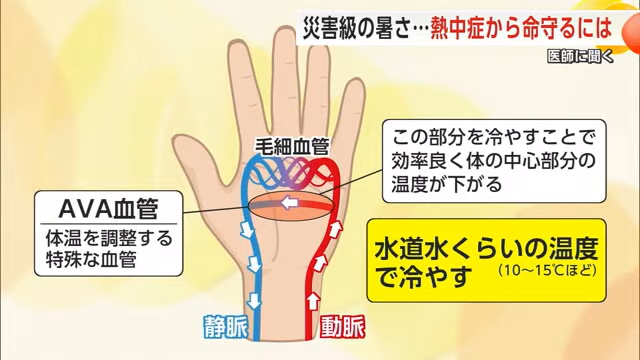 災害級の暑さ…熱中症から命守るには
医師に聞く
毛細血管
この部分を冷やすことで
効率良く体の中心部分の
温度が下がる
AVA血管
体温を調整する
特殊な血管
水道水くらいの温度
で冷やす（10～15℃ほど）
静脈
動脈